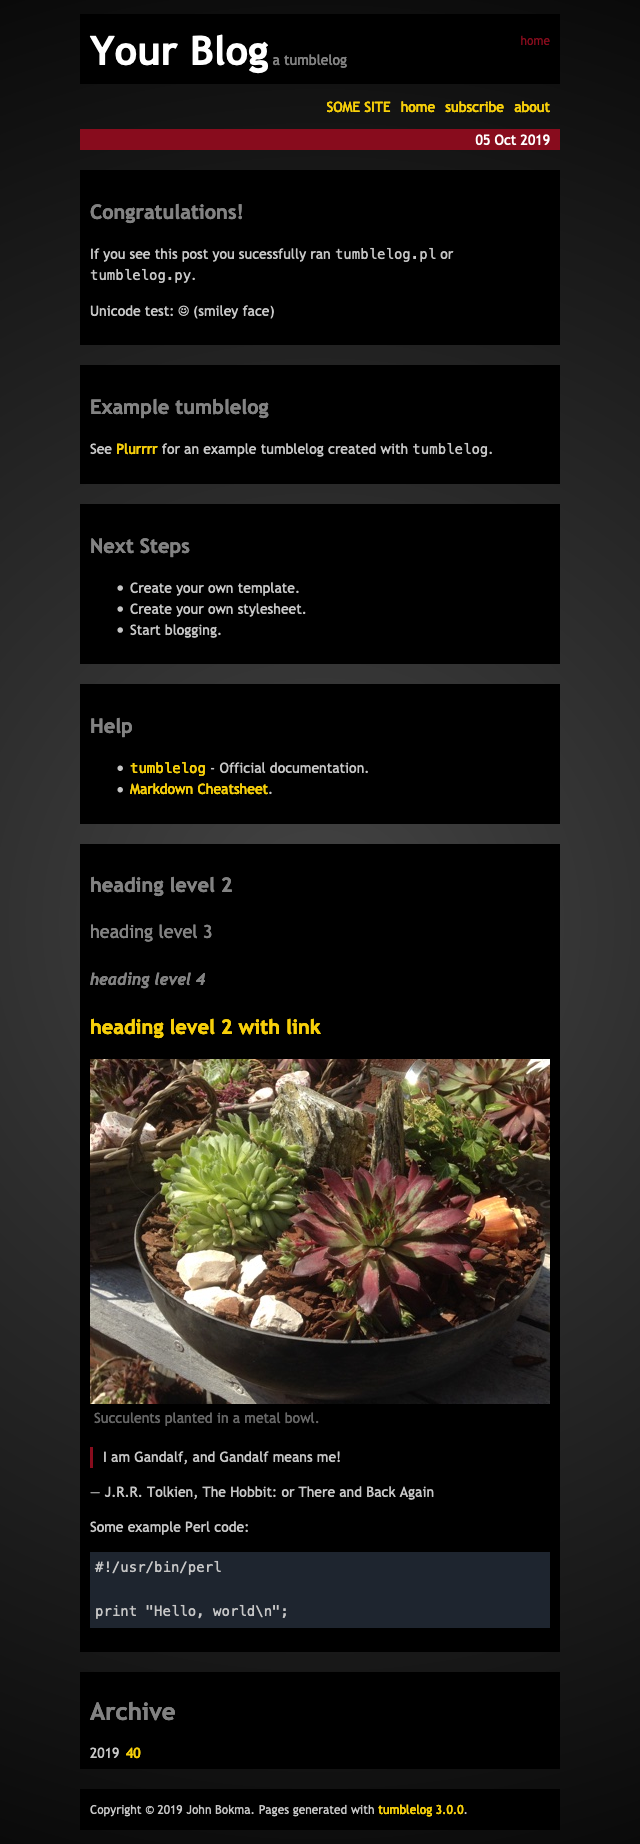 Your Blog a tumblelog home
SOME SITE home subscribe about
05 Oct 2019
Congratulations!
If you see this post you sucessfully ran tumblelog.pl or
tumblelog.py.
Unicode test: ☺ (smiley face)
Example tumblelog
See Plurrrr for an example tumblelog created with tumblelog.
Next Steps
• Create your own template.
• Create your own stylesheet.
• Start blogging.
Help
• tumblelog - Official documentation.
• Markdown Cheatsheet.
heading level 2
heading level 3
heading level 4
heading level 2 with link
Succulents planted in a metal bowl.
I am Gandalf, and Gandalf means me!
— J.R.R. Tolkien, The Hobbit: or There and Back Again
Some example Perl code:
#!/usr/bin/perl
print "Hello, world\n";
Archive
2019 40
Copyright © 2019 John Bokma. Pages generated with tumblelog 3.0.0.